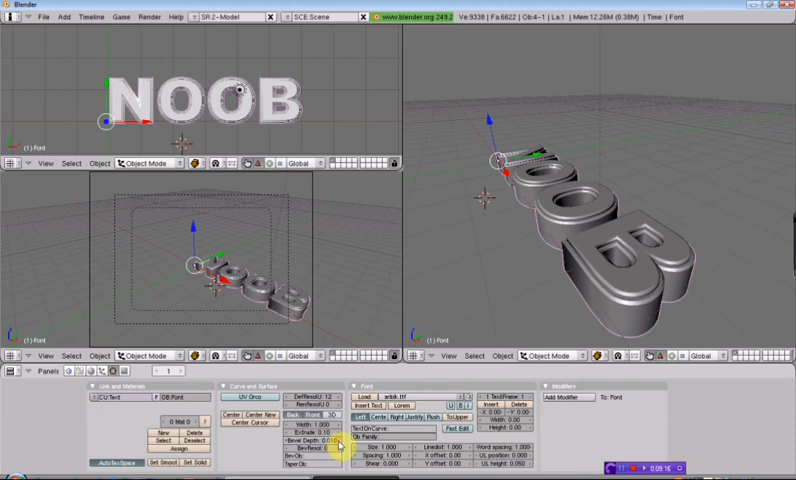 Blender
File Add Timeline Game Render Help SR:2-Model SCE:Scene www.blender.org 249.2 Ve:9338 | Fa:6622 | Ob:4-1 | La:1 | Mem:12.26M (0.38M) | Time: | Font
NOOB
(1) Font
View Select Object Object Mode Global
NOOB
(1) Font
View Select Object Object Mode Global
NOOB
(1) Font
View Select Object Object Mode Global
Panels 1
Link and Materials
CU:Text F OB:Font
0 Mat 0 ?
New Delete
Select Deselect
Assign
AutoTexSpace Set Smoot Set Solid
Curve and Surface
UV Orco
Center Center New
Center Cursor
DefResolU: 12
RenResolU 0
Back Front 3D
Width: 1.000
Extrude: 0.10
Bevel Depth: 0.010
BevResol: 0
BevOb:
TaperOb:
Font
Load ariblk.ttf
Insert Text Lorem U B i
Left Cente Right Justify Flush ToUpper
TextOnCurve: Fast Edit
Ob Family:
Size: 1.000 Linedist: 1.000 Word spacing: 1.000
Spacing: 1.000 X offset: 0.00 UL position: 0.000
Shear: 0.000 Y offset: 0.00 UL height: 0.050
1 TextFrame: 1
Insert Delete
X: 0.00 Y: 0.00
Width: 0.00
Height: 0.00
Modifiers
Add Modifier To: Font
0:09:16